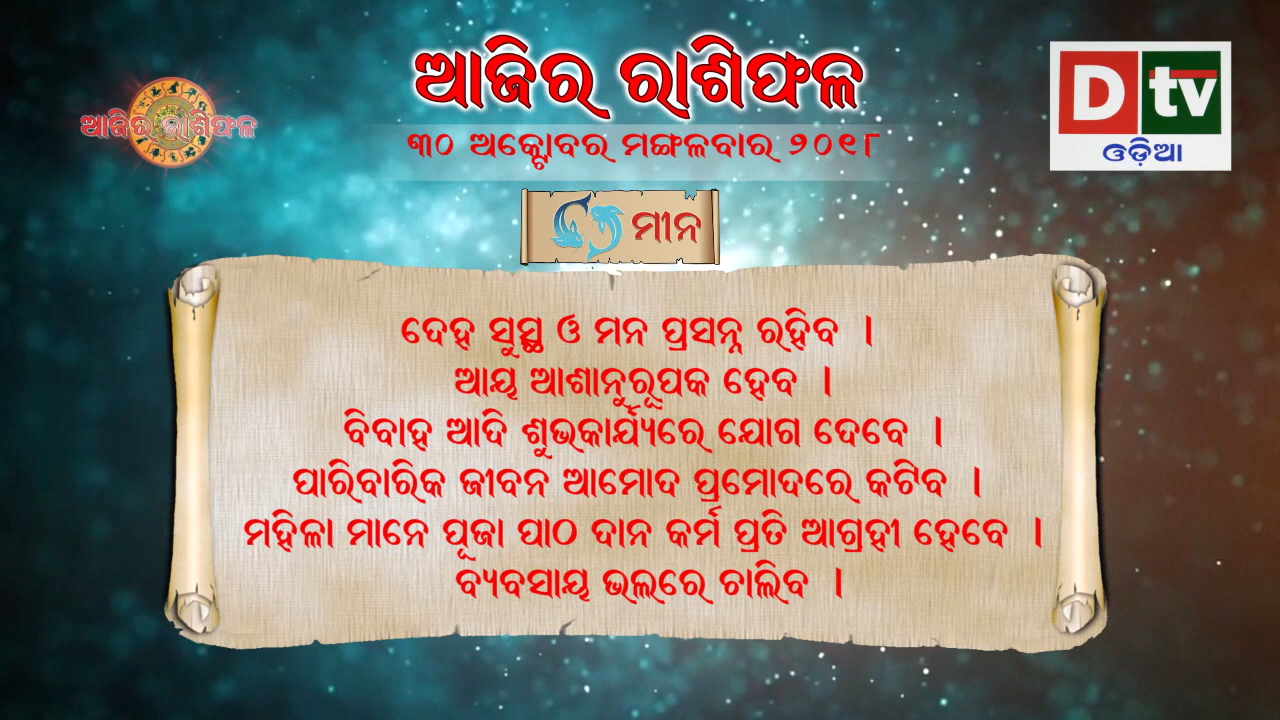 ଆଜିର ରାଶିଫଳ
ଆଜିର ରାଶିଫଳ
D tv
ଓଡ଼ିଆ
୩୦ ଅକ୍ଟୋବର ମଙ୍ଗଳବାର ୨୦୧୮
ମୀନ
ଦେହ ସୁସ୍ଥ ଓ ମନ ପ୍ରସନ୍ନ ରହିବ ।
ଆୟ ଆଶାନୁରୂପକ ହେବ ।
ବିବାହ ଆଦି ଶୁଭକାର୍ଯ୍ୟରେ ଯୋଗ ଦେବେ ।
ପାରିବାରିକ ଜୀବନ ଆମୋଦ ପ୍ରମୋଦରେ କଟିବ ।
ମହିଳା ମାନେ ପୂଜା ପାଠ ଦାନ କର୍ମ ପ୍ରତି ଆଗ୍ରହୀ ହେବେ ।
ବ୍ୟବସାୟ ଭଲରେ ଚାଲିବ ।